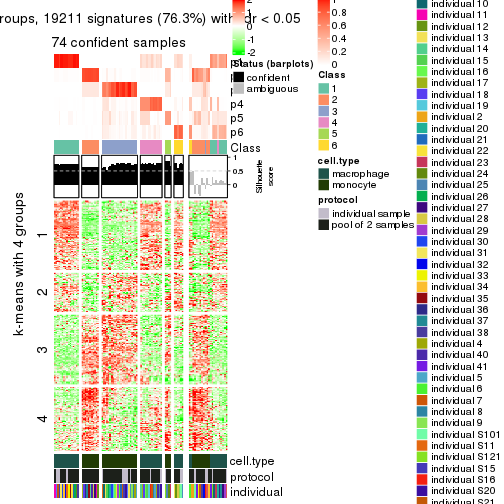 roups, 19211 signatures (76.3%) with
dr < 0.05
74 confident samples
p4
p5
p6
Class
1
0.5
0
Silhouette
score
k-means with 4 groups
1
2
3
4
cell.type
protocol
individual
2
1
0
-1
-2
Status (barplots)
confident
ambiguous
0.8
0.6
0.4
0.2
0
Class
1
2
3
4
5
6
cell.type
macrophage
monocyte
protocol
individual sample
pool of 2 samples
individual 10
individual 11
individual 12
individual 13
individual 14
individual 15
individual 16
individual 17
individual 18
individual 19
individual 2
individual 20
individual 21
individual 22
individual 23
individual 24
individual 25
individual 26
individual 27
individual 28
individual 29
individual 30
individual 31
individual 32
individual 33
individual 34
individual 35
individual 36
individual 37
individual 38
individual 4
individual 40
individual 41
individual 5
individual 6
individual 7
individual 8
individual 9
individual S101
individual S11
individual S121
individual S15
individual S16
individual S20
individual S21